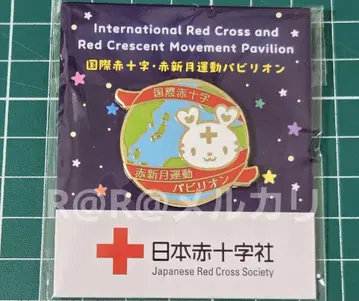 International Red Cross and
Red Crescent Movement Pavilion
国際赤十字・赤新月運動パビリオン
国際赤十字
赤新月運動
パビリオン
R@R@メルカリ
日本赤十字社
Japanese Red Cross Society